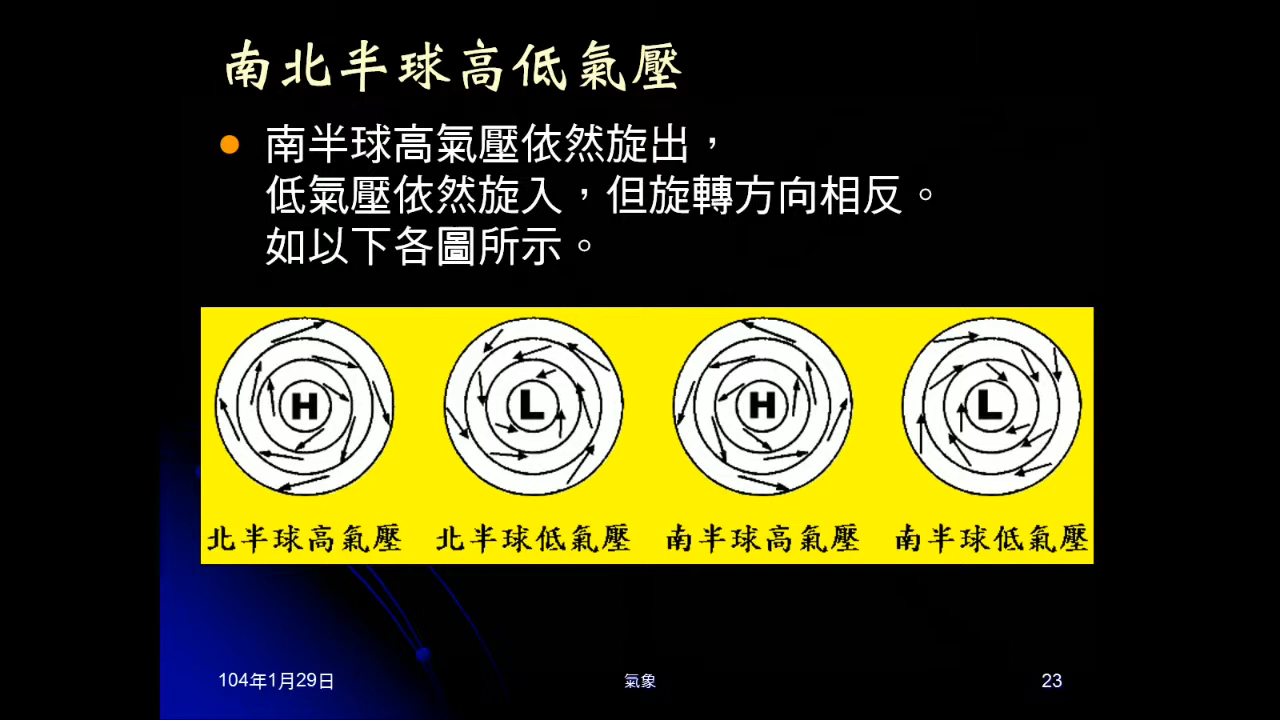 南北半球高低氣壓
南半球高氣壓依然旋出，
低氣壓依然旋入，但旋轉方向相反。
如以下各圖所示。
H L H L
北半球高氣壓 北半球低氣壓 南半球高氣壓 南半球低氣壓
104年1月29日 氣象 23